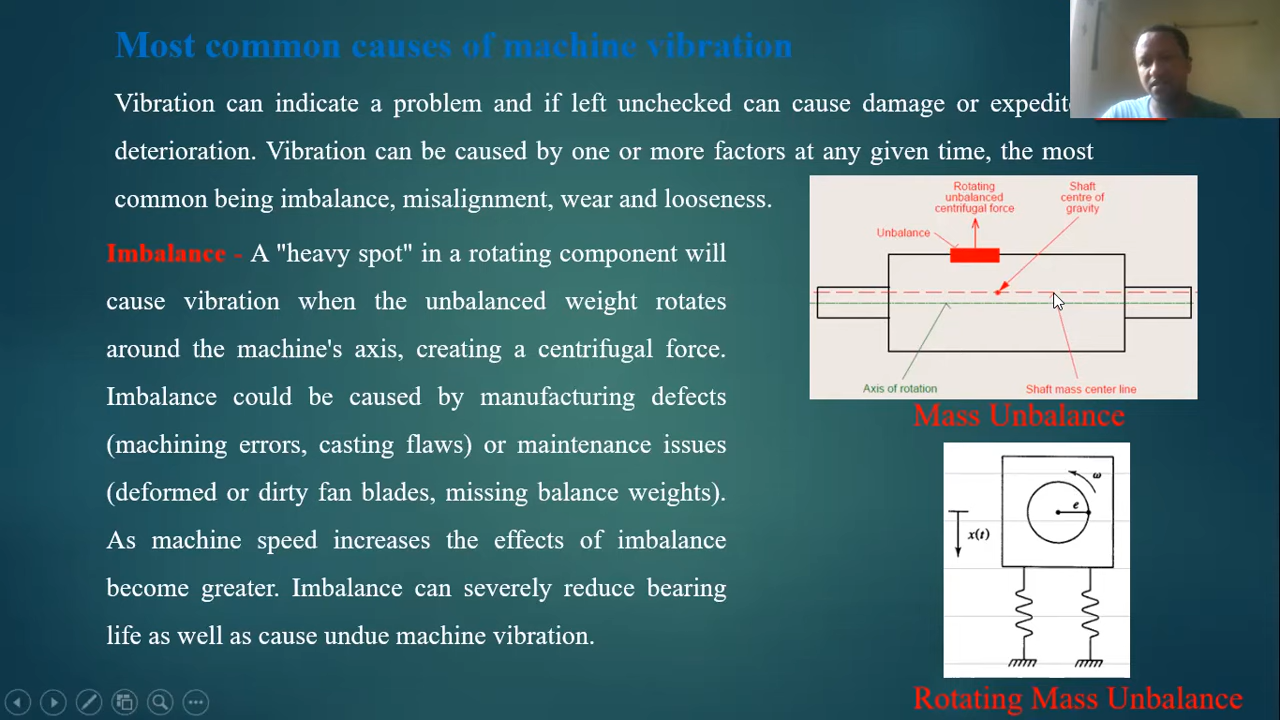 Most common causes of machine vibration
Vibration can indicate a problem and if left unchecked can cause damage or
deterioration. Vibration can be caused by one or more factors at any given time, the most
common being imbalance, misalignment, wear and looseness.
Imbalance - A "heavy spot" in a rotating component will
cause vibration when the unbalanced weight rotates
around the machine's axis, creating a centrifugal force.
Imbalance could be caused by manufacturing defects
(machining errors, casting flaws) or maintenance issues
(deformed or dirty fan blades, missing balance weights).
As machine speed increases the effects of imbalance
become greater. Imbalance can severely reduce bearing
life as well as cause undue machine vibration.
Rotating
unbalanced
centrifugal force
Shaft
centre of
gravity
Unbalance
Axis of rotation
Shaft mass center line
Mass Unbalance
ω
e
x(t)
Rotating Mass Unbalance